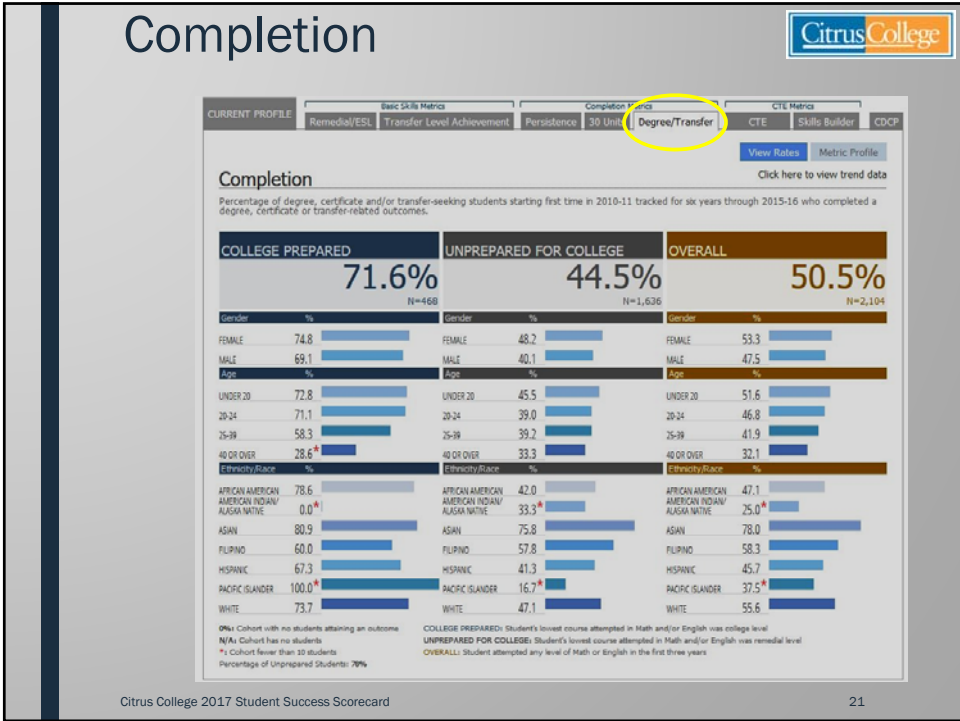 Completion
Citrus College
CURRENT PROFILE
Basic Skills Metrics
Completion Metrics
CTE Metrics
Remedial/ESL Transfer Level Achievement Persistence 30 Units Degree/Transfer CTE Skills Builder CDCP
View Rates Metric Profile
Completion
Click here to view trend data
Percentage of degree, certificate and/or transfer-seeking students starting first time in 2010-11 tracked for six years through 2015-16 who completed a
degree, certificate or transfer-related outcomes.
COLLEGE PREPARED
71.6%
N=468
Gender %
FEMALE 74.8
MALE 69.1
Age %
UNDER 20 72.8
20-24 71.1
25-39 58.3
40 OR OVER 28.6*
Ethnicity/Race %
AFRICAN AMERICAN 78.6
AMERICAN INDIAN/
ALASKA NATIVE 0.0*
ASIAN 80.9
FILIPINO 60.0
HISPANIC 67.3
PACIFIC ISLANDER 100.0*
WHITE 73.7
UNPREPARED FOR COLLEGE
44.5%
N=1,636
Gender %
FEMALE 48.2
MALE 40.1
Age %
UNDER 20 45.5
20-24 39.0
25-39 39.2
40 OR OVER 33.3
Ethnicity/Race %
AFRICAN AMERICAN 42.0
AMERICAN INDIAN/
ALASKA NATIVE 33.3*
ASIAN 75.8
FILIPINO 57.8
HISPANIC 41.3
PACIFIC ISLANDER 16.7*
WHITE 47.1
OVERALL
50.5%
N=2,104
Gender %
FEMALE 53.3
MALE 47.5
Age %
UNDER 20 51.6
20-24 46.8
25-39 41.9
40 OR OVER 32.1
Ethnicity/Race %
AFRICAN AMERICAN 47.1
AMERICAN INDIAN/
ALASKA NATIVE 25.0*
ASIAN 78.0
FILIPINO 58.3
HISPANIC 45.7
PACIFIC ISLANDER 37.5*
WHITE 55.6
0%: Cohort with no students attaining an outcome
N/A: Cohort has no students
*: Cohort fewer than 10 students
Percentage of Unprepared Students: 78%
COLLEGE PREPARED: Student's lowest course attempted in Math and/or English was college level
UNPREPARED FOR COLLEGE: Student's lowest course attempted in Math and/or English was remedial level
OVERALL: Student attempted any level of Math or English in the first three years
Citrus College 2017 Student Success Scorecard
21